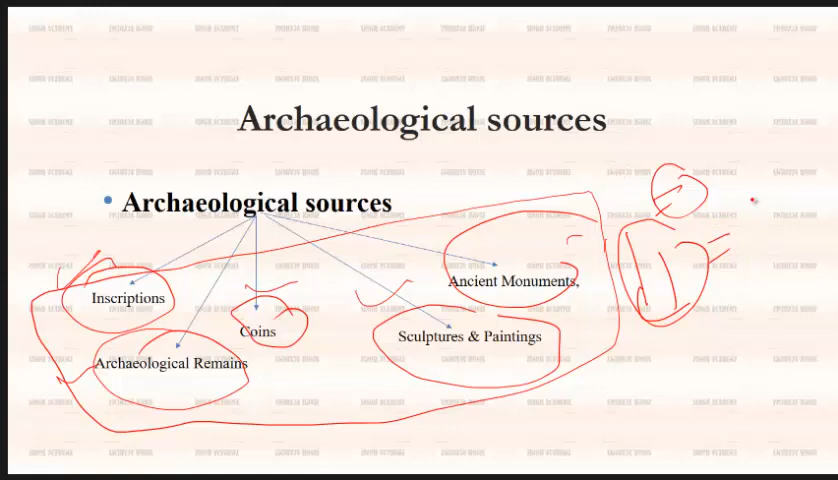 Archaeological sources
• Archaeological sources
Ancient Monuments,
Inscriptions
Coins
Sculptures & Paintings
Archaeological Remains